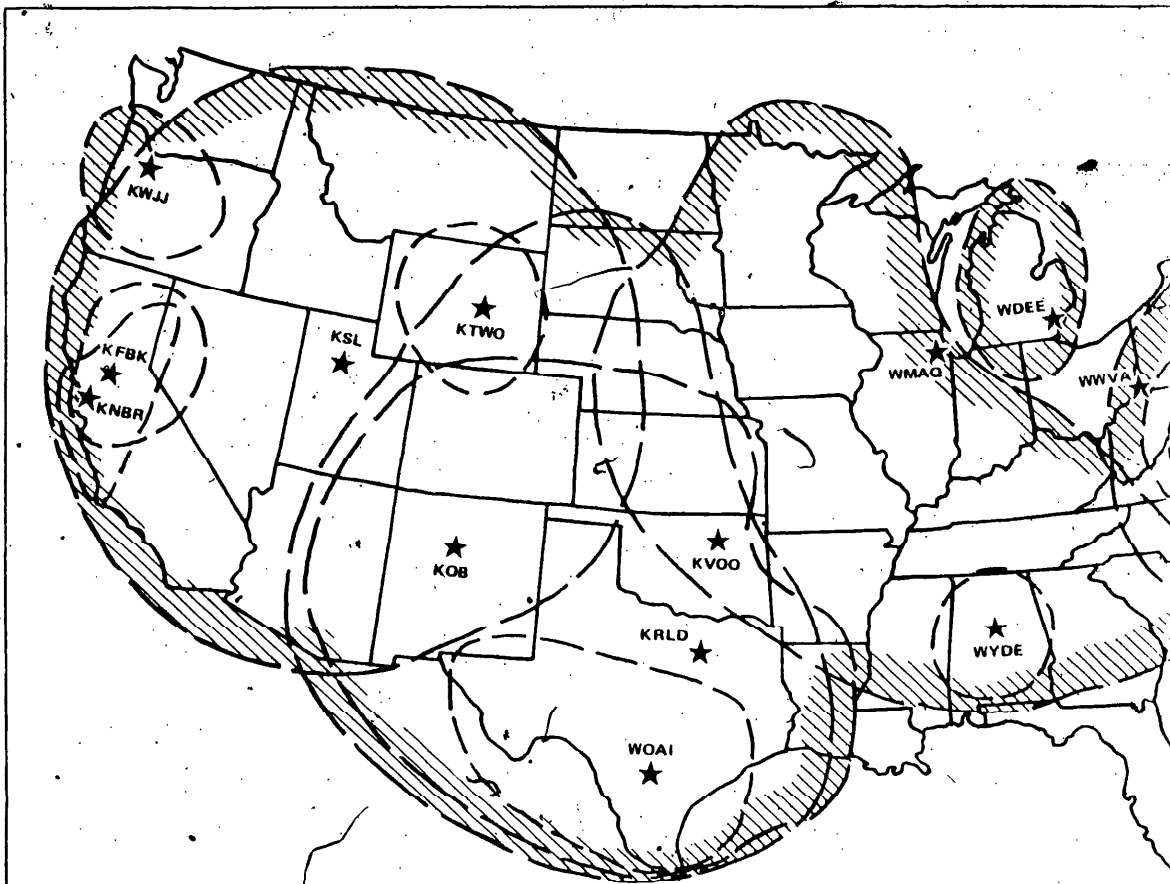 KWJJ
WDEE
KTWO
KSL
KFBK
WMAQ
WWVA
KNBR
KVOO
KOB
KRLD
WYDE
WOAI